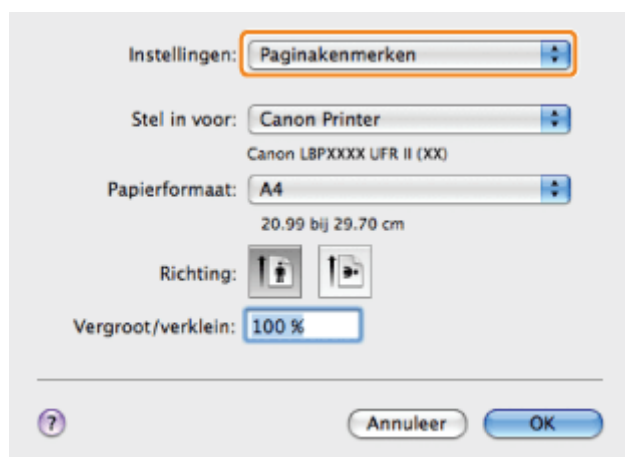 Instellingen: Paginakenmerken
Stel in voor: Canon Printer
Canon LBPXXXX UFR II (XX)
Papierformaat: A4
20.99 bij 29.70 cm
Richting:
Vergroot/verklein: 100 %
? Annuleer OK